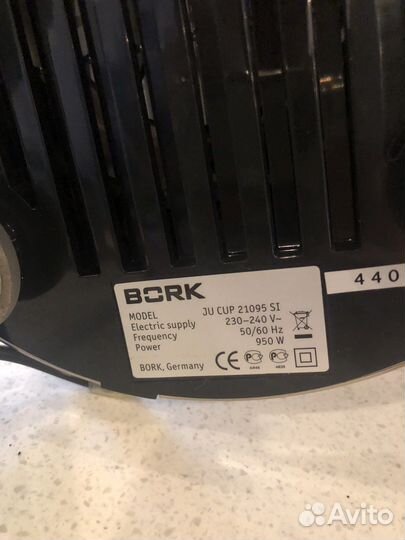 BORK
MODEL JU CUP 21095 SI
Electric supply 230–240 V~
Frequency 50/60 Hz
Power 950 W
BORK, Germany CE
440
Avito